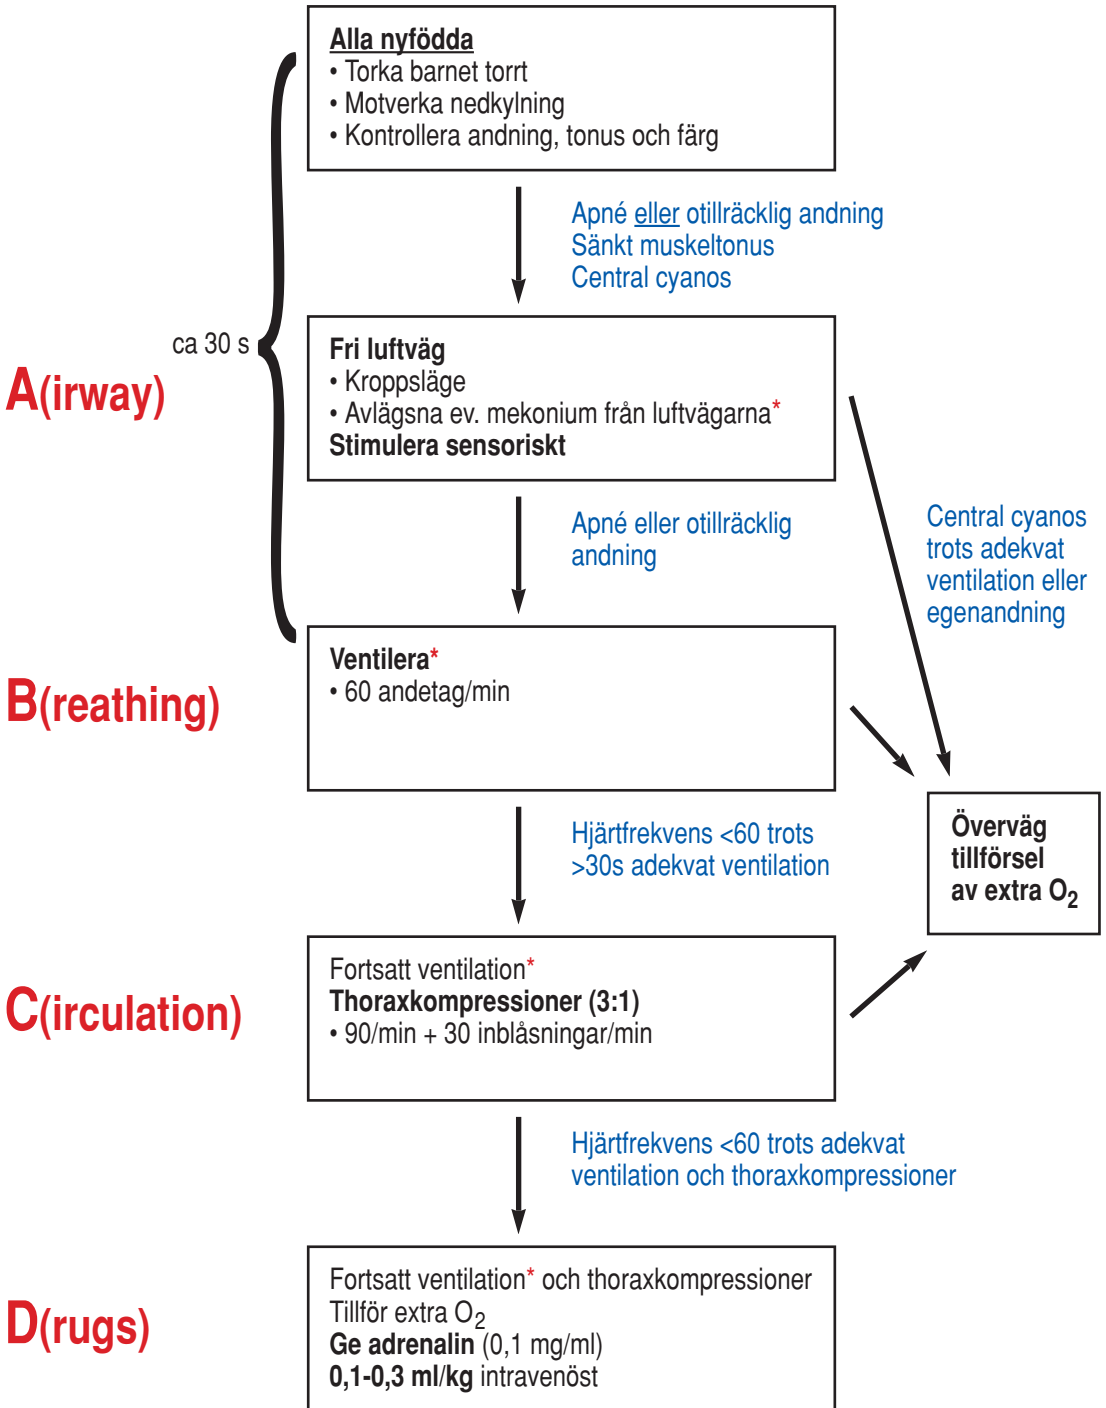 Alla nyfödda
• Torka barnet torrt
• Motverka nedkylning
• Kontrollera andning, tonus och färg
Apné eller otillräcklig andning
Sänkt muskeltonus
Central cyanos
ca 30 s
A(irway)
Fri luftväg
• Kroppsläge
• Avlägsna ev. mekonium från luftvägarna*
Stimulera sensoriskt
Apné eller otillräcklig
andning
Central cyanos
trots adekvat
ventilation eller
egenandning
B(reathing)
Ventilera*
• 60 andetag/min
Hjärtfrekvens <60 trots
>30s adekvat ventilation
Överväg
tillförsel
av extra O2
C(irculation)
Fortsatt ventilation*
Thoraxkompressioner (3:1)
• 90/min + 30 inblåsningar/min
Hjärtfrekvens <60 trots adekvat
ventilation och thoraxkompressioner
D(rugs)
Fortsatt ventilation* och thoraxkompressioner
Tillför extra O2
Ge adrenalin (0,1 mg/ml)
0,1-0,3 ml/kg intravenöst